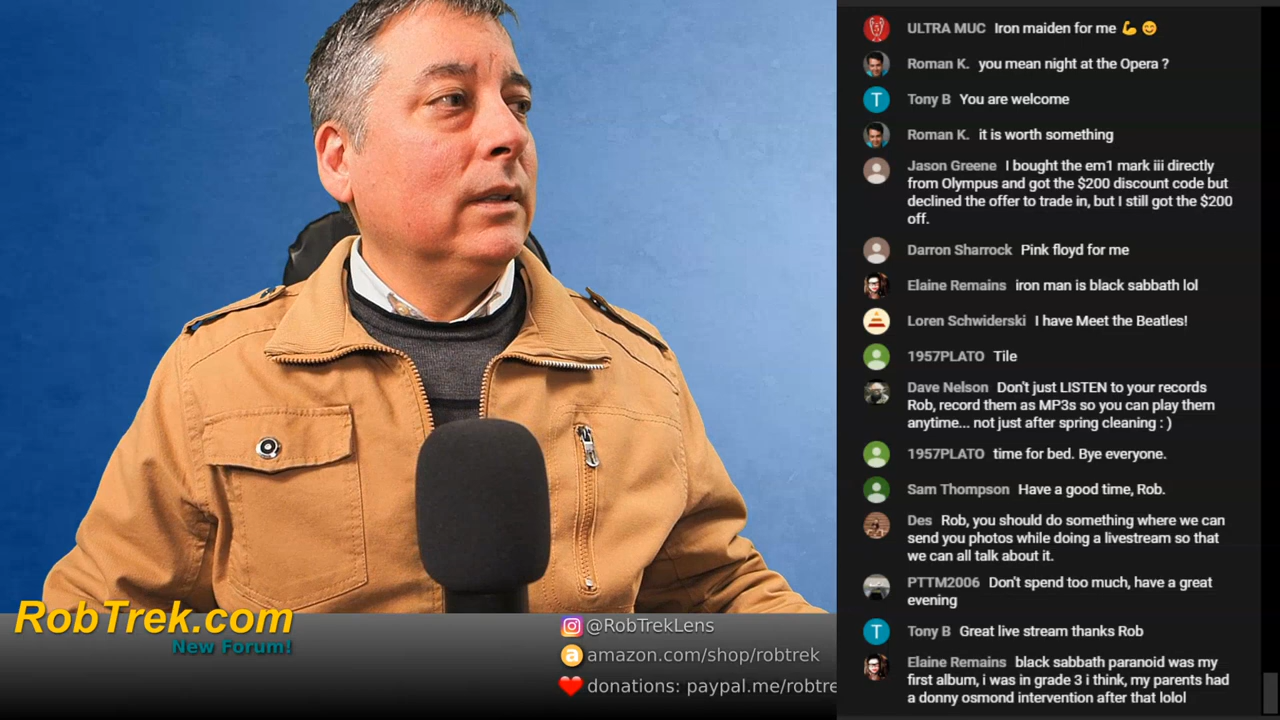 ULTRA MUC Iron maiden for me 💪 😊
Roman K. you mean night at the Opera ?
T
Tony B You are welcome
Roman K. it is worth something
Jason Greene I bought the em1 mark iii directly
from Olympus and got the $200 discount code but
declined the offer to trade in, but I still got the $200
off.
Darron Sharrock Pink floyd for me
Elaine Remains iron man is black sabbath lol
Loren Schwiderski I have Meet the Beatles!
1957PLATO Tile
Dave Nelson Don't just LISTEN to your records
Rob, record them as MP3s so you can play them
anytime... not just after spring cleaning : )
1957PLATO time for bed. Bye everyone.
Sam Thompson Have a good time, Rob.
Des Rob, you should do something where we can
send you photos while doing a livestream so that
we can all talk about it.
PTTM2006 Don't spend too much, have a great
evening
T
Tony B Great live stream thanks Rob
Elaine Remains black sabbath paranoid was my
first album, i was in grade 3 i think, my parents had
a donny osmond intervention after that lolol
RobTrek.com
New Forum!
@RobTrekLens
a
amazon.com/shop/robtrek
donations: paypal.me/robtre